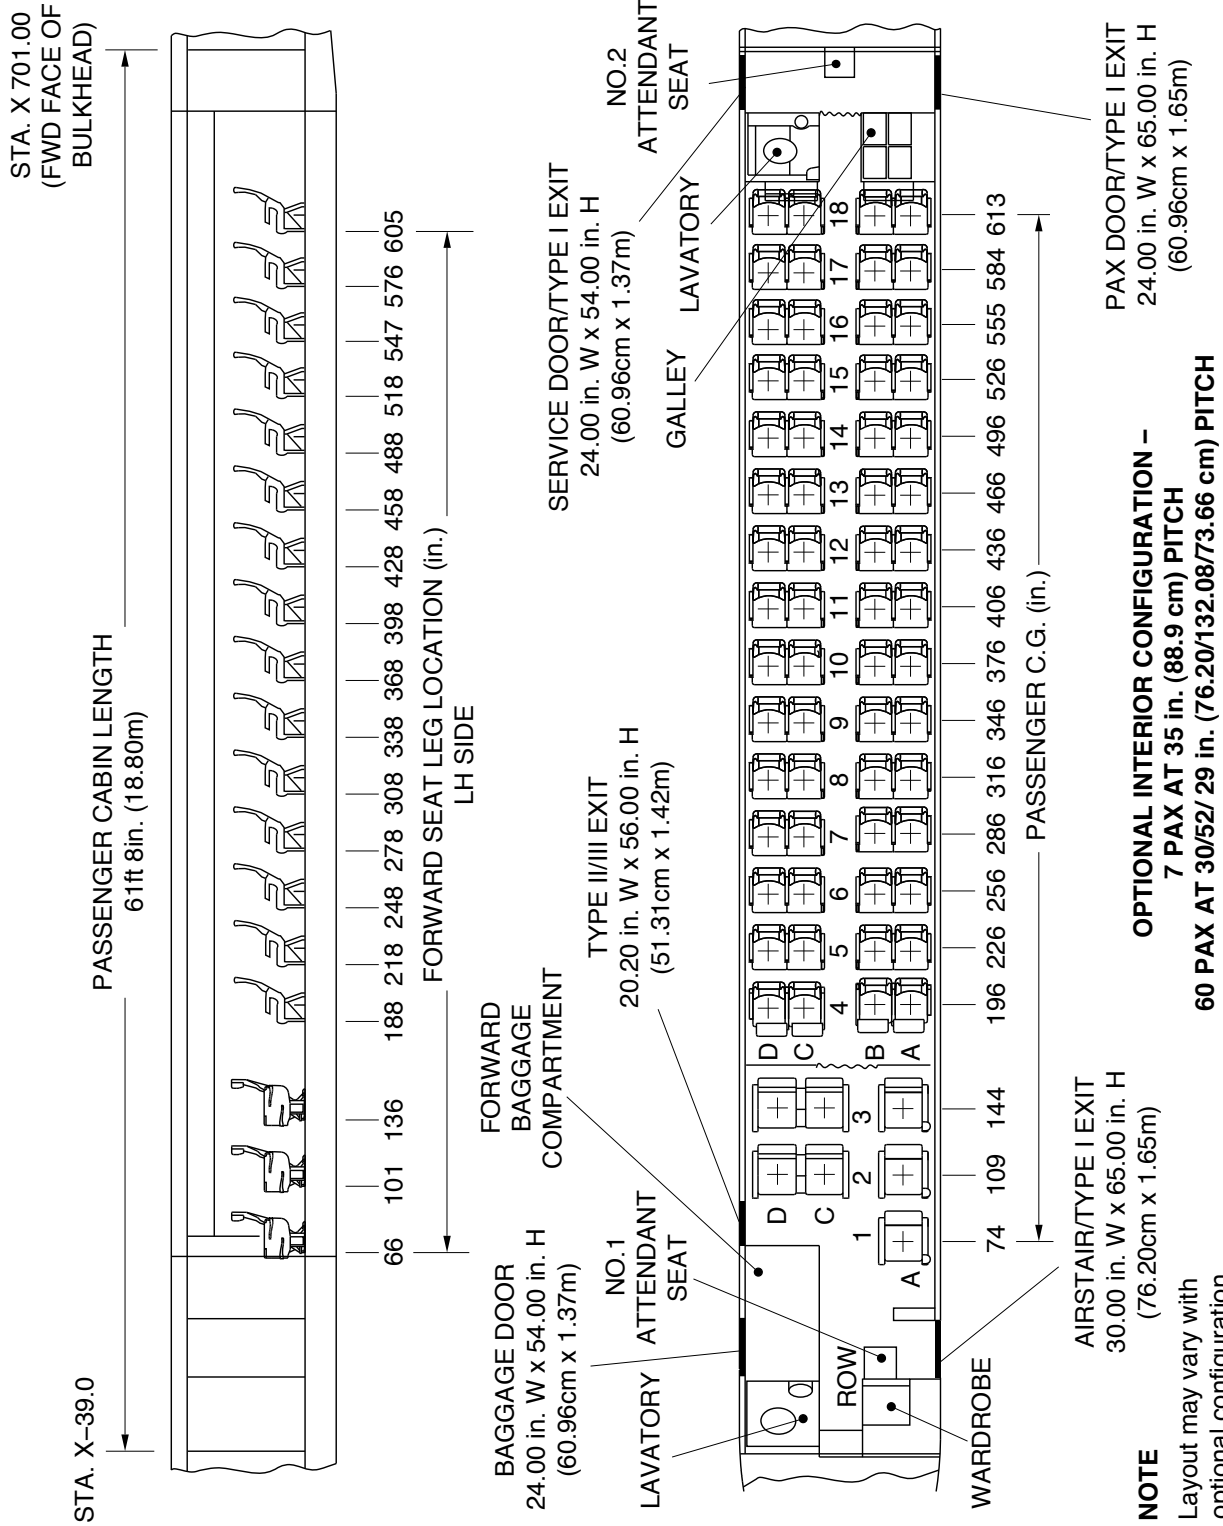 STA. X–39.0
PASSENGER CABIN LENGTH
61ft 8in. (18.80m)
STA. X 701.00
(FWD FACE OF
BULKHEAD)
66 101 136 188 218 248 278 308 338 368 398 428 458 488 518 547 576 605
FORWARD SEAT LEG LOCATION (in.)
LH SIDE
BAGGAGE DOOR
24.00 in. W x 54.00 in. H
(60.96cm x 1.37m)
FORWARD
BAGGAGE
COMPARTMENT
TYPE II/III EXIT
20.20 in. W x 56.00 in. H
(51.31cm x 1.42m)
SERVICE DOOR/TYPE I EXIT
24.00 in. W x 54.00 in. H
(60.96cm x 1.37m)
NO.2
ATTENDANT
SEAT
LAVATORY
NO.1
ATTENDANT
SEAT
GALLEY
LAVATORY
D
C
D
C
ROW
1 2 3 4 5 6 7 8 9 10 11 12 13 14 15 16 17 18
B
A
A
WARDROBE
74 109 144 196 226 256 286 316 346 376 406 436 466 496 526 555 584 613
PASSENGER C.G. (in.)
AIRSTAIR/TYPE I EXIT
30.00 in. W x 65.00 in. H
(76.20cm x 1.65m)
PAX DOOR/TYPE I EXIT
24.00 in. W x 65.00 in. H
(60.96cm x 1.65m)
OPTIONAL INTERIOR CONFIGURATION –
7 PAX AT 35 in. (88.9 cm) PITCH
60 PAX AT 30/52/ 29 in. (76.20/132.08/73.66 cm) PITCH
NOTE
Layout may vary with
optional configuration